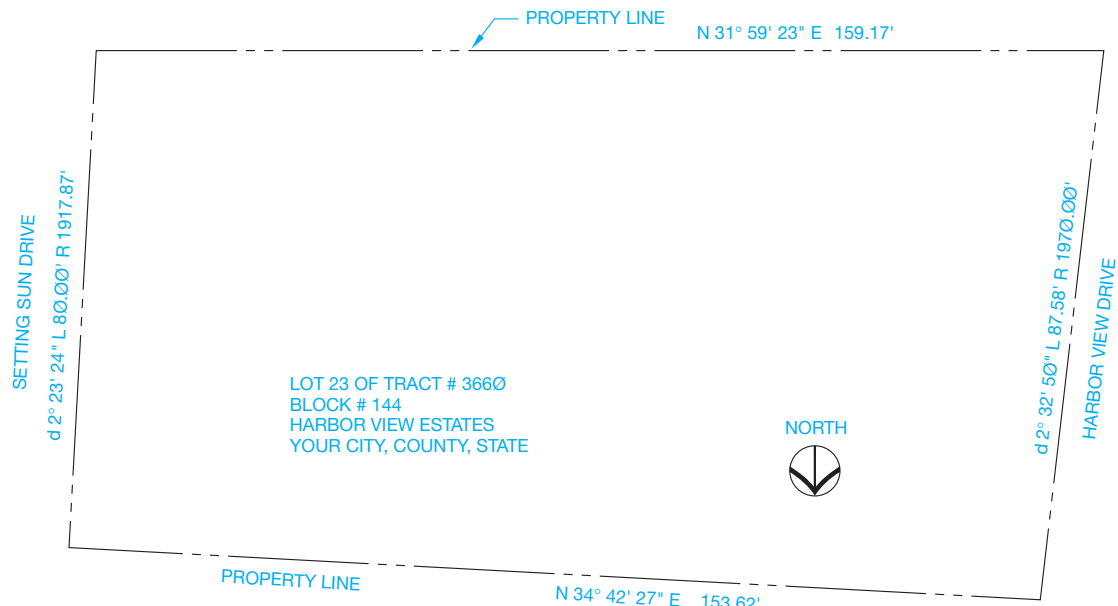 PROPERTY LINE
N 31° 59' 23" E 159.17'
SETTING SUN DRIVE
d 2° 23' 24" L 8Ø.ØØ' R 1917.87'
d 2° 32' 5Ø" L 87.58' R 197Ø.ØØ'
HARBOR VIEW DRIVE
LOT 23 OF TRACT # 366Ø
BLOCK # 144
HARBOR VIEW ESTATES
YOUR CITY, COUNTY, STATE
NORTH
PROPERTY LINE
N 34° 42' 27" E 153.62'